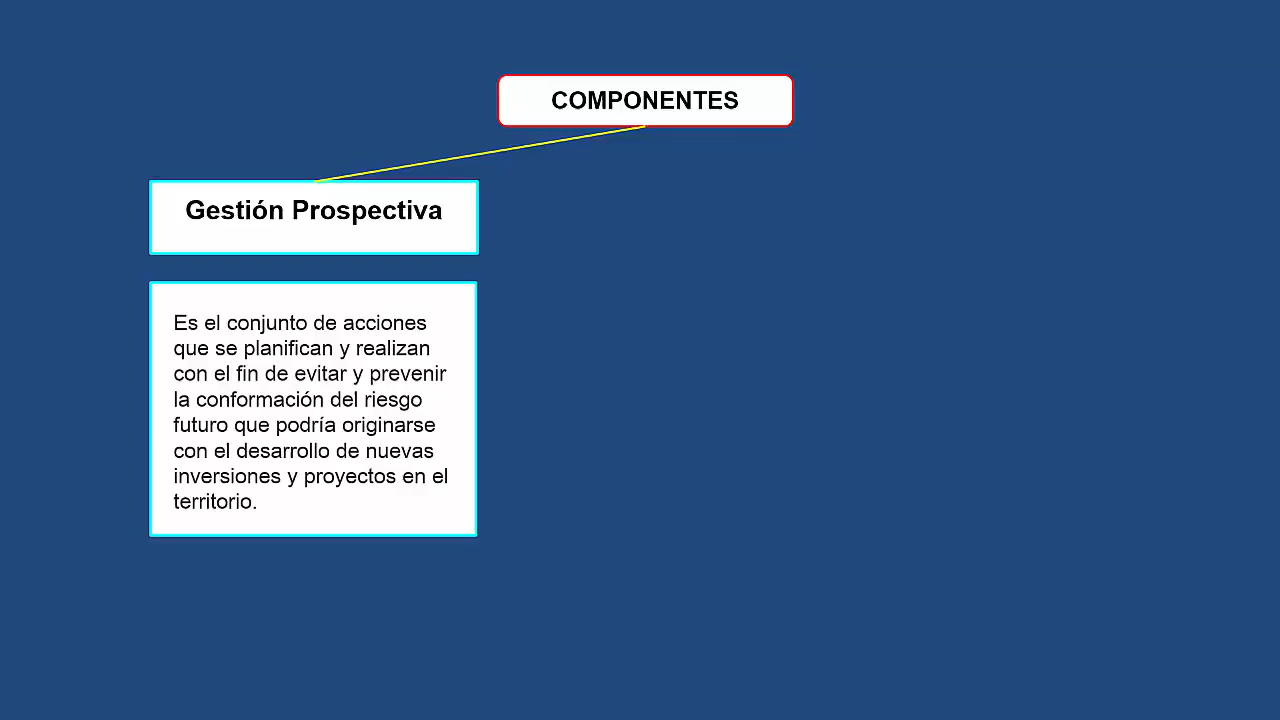 COMPONENTES
Gestión Prospectiva
Es el conjunto de acciones
que se planifican y realizan
con el fin de evitar y prevenir
la conformación del riesgo
futuro que podría originarse
con el desarrollo de nuevas
inversiones y proyectos en el
territorio.